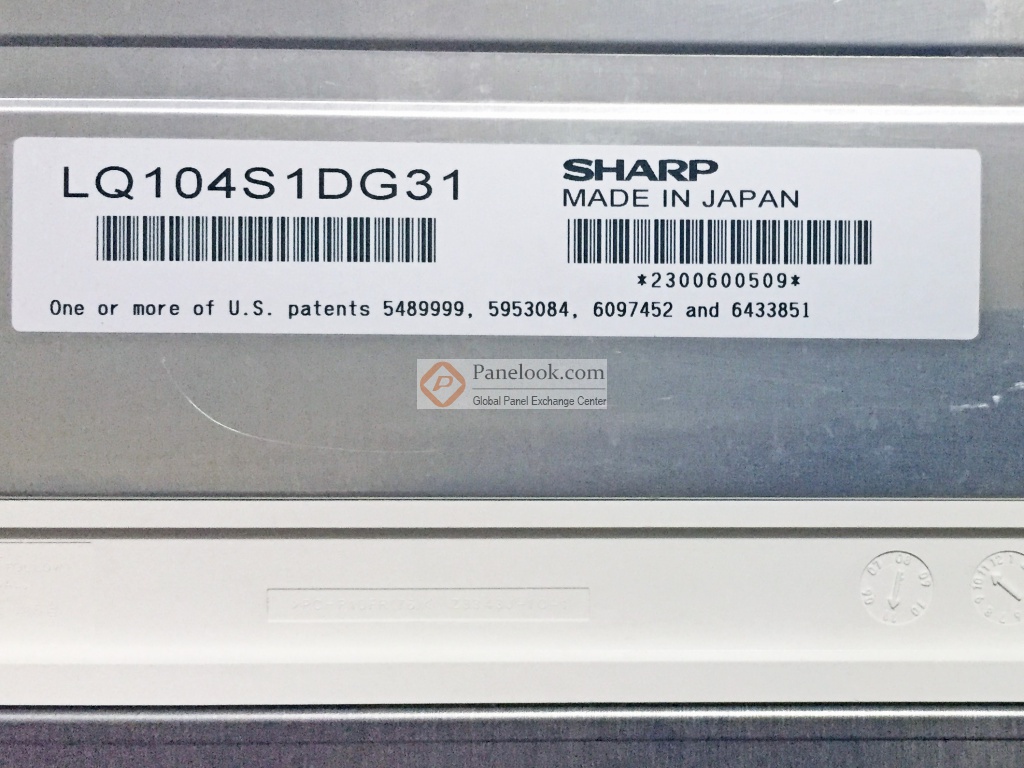 LQ104S1DG31
SHARP
MADE IN JAPAN
*2300600509*
One or more of U.S. patents 5489999, 5953084, 6097452 and 6433851
Panelook.com
Global Panel Exchange Center